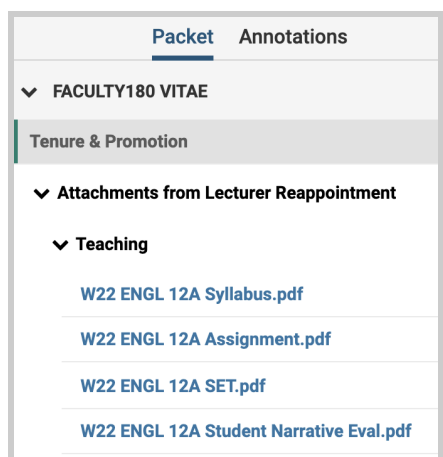 Packet Annotations
FACULTY180 VITAE
Tenure & Promotion
Attachments from Lecturer Reappointment
Teaching
W22 ENGL 12A Syllabus.pdf
W22 ENGL 12A Assignment.pdf
W22 ENGL 12A SET.pdf
W22 ENGL 12A Student Narrative Eval.pdf